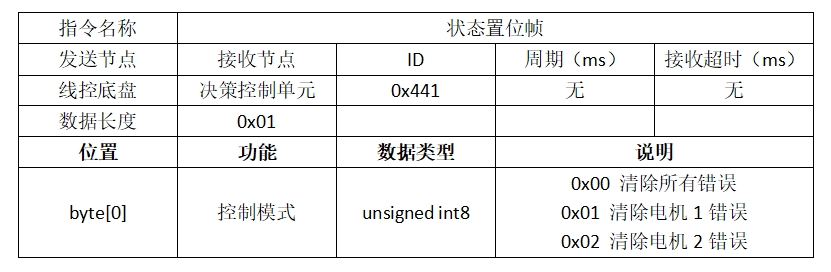 指令名称 状态置位帧
发送节点 接收节点 ID 周期（ms） 接收超时（ms）
线控底盘 决策控制单元 0x441 无 无
数据长度 0x01
位置 功能 数据类型 说明
byte[0] 控制模式 unsigned int8 0x00 清除所有错误
0x01 清除电机 1 错误
0x02 清除电机 2 错误